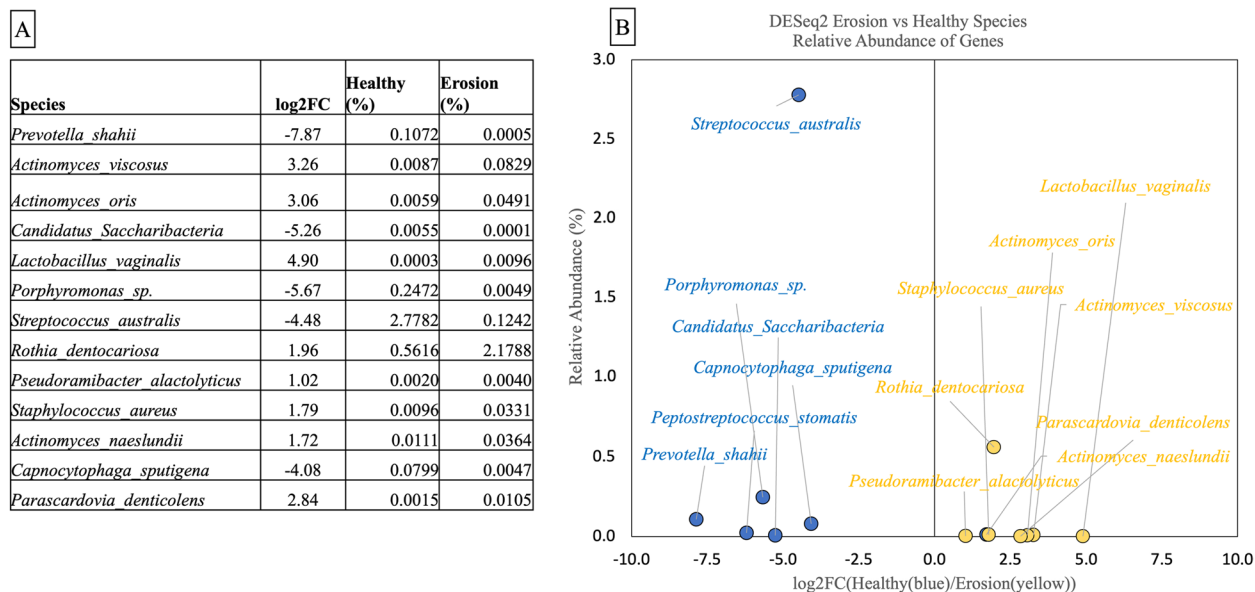 A
Species log2FC Healthy (%) Erosion (%)
Prevotella_shahii -7.87 0.1072 0.0005
Actinomyces_viscosus 3.26 0.0087 0.0829
Actinomyces_oris 3.06 0.0059 0.0491
Candidatus_Saccharibacteria -5.26 0.0055 0.0001
Lactobacillus_vaginalis 4.90 0.0003 0.0096
Porphyromonas_sp. -5.67 0.2472 0.0049
Streptococcus_australis -4.48 2.7782 0.1242
Rothia_dentocariosa 1.96 0.5616 2.1788
Pseudoramibacter_alactolyticus 1.02 0.0020 0.0040
Staphylococcus_aureus 1.79 0.0096 0.0331
Actinomyces_naeslundii 1.72 0.0111 0.0364
Capnocytophaga_sputigena -4.08 0.0799 0.0047
Parascardovia_denticolens 2.84 0.0015 0.0105
B
DESeq2 Erosion vs Healthy Species
Relative Abundance of Genes
Relative Abundance (%)
3.0
2.5
2.0
1.5
1.0
0.5
0.0
Streptococcus_australis
Lactobacillus_vaginalis
Actinomyces_oris
Porphyromonas_sp.
Staphylococcus_aureus
Actinomyces_viscosus
Candidatus_Saccharibacteria
Capnocytophaga_sputigena
Rothia_dentocariosa
Peptostreptococcus_stomatis
Parascardovia_denticolens
Prevotella_shahii
Actinomyces_naeslundii
Pseudoramibacter_alactolyticus
-10.0 -7.5 -5.0 -2.5 0.0 2.5 5.0 7.5 10.0
log2FC(Healthy(blue)/Erosion(yellow))